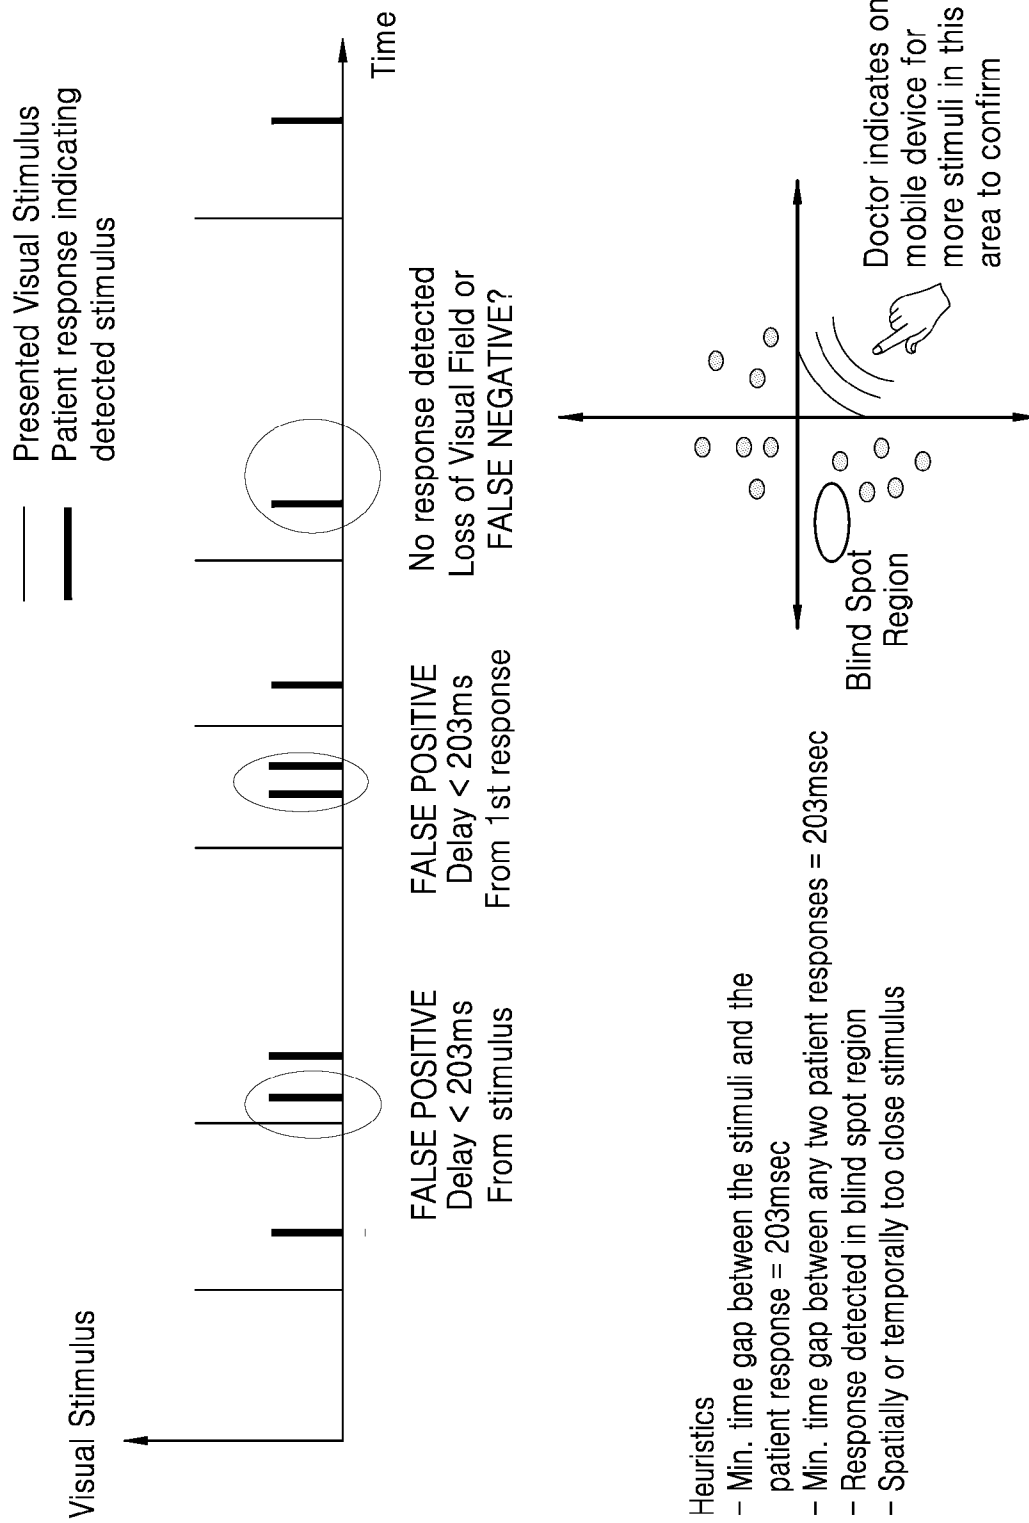 Presented Visual Stimulus
Patient response indicating
detected stimulus
Visual Stimulus
Time
FALSE POSITIVE
Delay < 203ms
From stimulus
FALSE POSITIVE
Delay < 203ms
From 1st response
No response detected
Loss of Visual Field or
FALSE NEGATIVE?
Heuristics
– Min. time gap between the stimuli and the
patient response = 203msec
– Min. time gap between any two patient responses = 203msec
– Response detected in blind spot region
– Spatially or temporally too close stimulus
Blind Spot
Region
Doctor indicates on
mobile device for
more stimuli in this
area to confirm